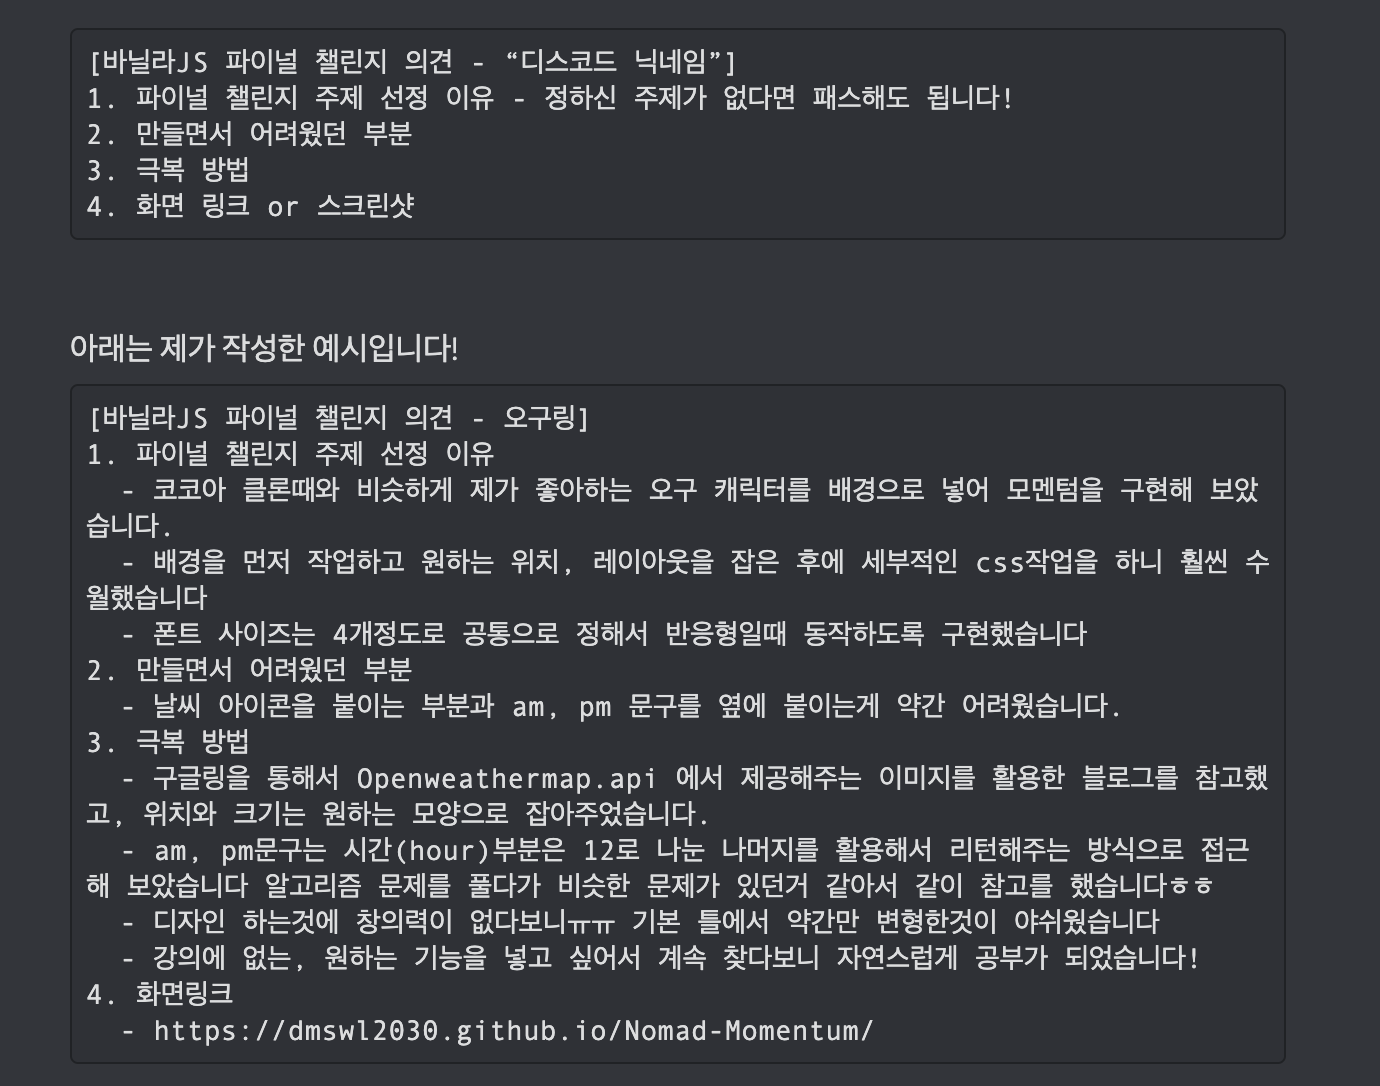 [바닐라JS 파이널 챌린지 의견 - “디스코드 닉네임”]
1. 파이널 챌린지 주제 선정 이유 - 정하신 주제가 없다면 패스해도 됩니다!
2. 만들면서 어려웠던 부분
3. 극복 방법
4. 화면 링크 or 스크린샷
아래는 제가 작성한 예시입니다!
[바닐라JS 파이널 챌린지 의견 - 오구링]
1. 파이널 챌린지 주제 선정 이유
- 코코아 클론때와 비슷하게 제가 좋아하는 오구 캐릭터를 배경으로 넣어 모멘텀을 구현해 보았
습니다.
- 배경을 먼저 작업하고 원하는 위치, 레이아웃을 잡은 후에 세부적인 css작업을 하니 훨씬 수
월했습니다
- 폰트 사이즈는 4개정도로 공통으로 정해서 반응형일때 동작하도록 구현했습니다
2. 만들면서 어려웠던 부분
- 날씨 아이콘을 붙이는 부분과 am, pm 문구를 옆에 붙이는게 약간 어려웠습니다.
3. 극복 방법
- 구글링을 통해서 Openweathermap.api 에서 제공해주는 이미지를 활용한 블로그를 참고했
고, 위치와 크기는 원하는 모양으로 잡아주었습니다.
- am, pm문구는 시간(hour)부분은 12로 나눈 나머지를 활용해서 리턴해주는 방식으로 접근
해 보았습니다 알고리즘 문제를 풀다가 비슷한 문제가 있던거 같아서 같이 참고를 했습니다ㅎㅎ
- 디자인 하는것에 창의력이 없다보니ㅠㅠ 기본 틀에서 약간만 변형한것이 아쉬웠습니다
- 강의에 없는, 원하는 기능을 넣고 싶어서 계속 찾다보니 자연스럽게 공부가 되었습니다!
4. 화면링크
- https://dmswl2030.github.io/Nomad-Momentum/